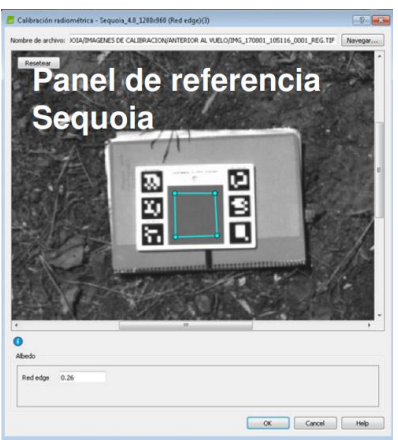 Calibración radiométrica - Sequoia_4.0_1280x960 (Red edge)(3)
Nombre de archivo: JOIA/IMAGENES DE CALIBRACION/ANTERIOR AL VUELO/IMG_170801_105116_0001_REG.TIF Navegar...
Resetear
Panel de referencia
Sequoia
Albedo
Red edge 0.26
OK Cancel Help